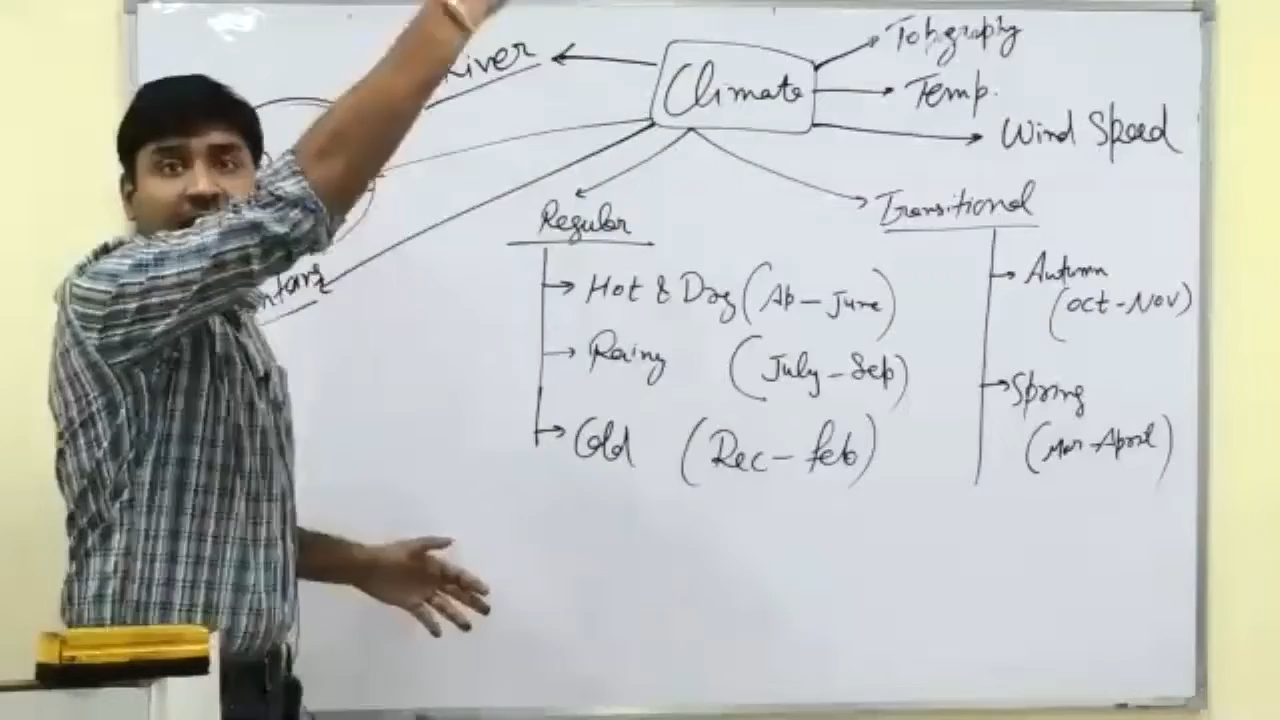 River
Climate
Topography
Temp.
Wind Speed
Regular
Hot & Dry (Ap - June)
Rainy (July - Sep)
Cold (Dec - feb)
Transitional
Autumn
(Oct - Nov)
Spring
(Mar - April)